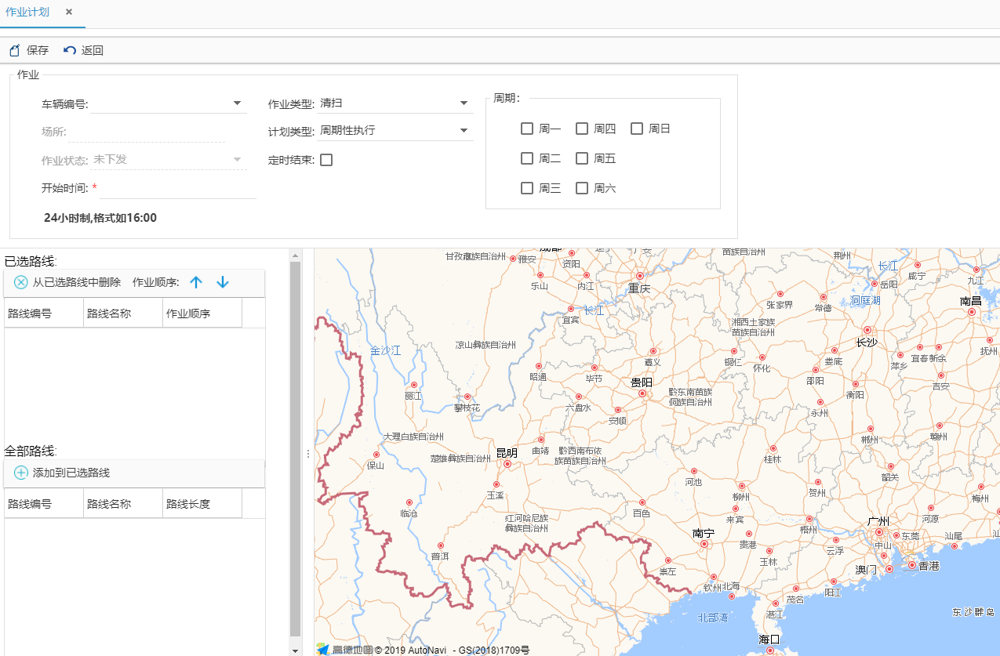 作业计划 ×
保存 返回
作业
车辆编号:
作业类型: 清扫
周期：
周一 周四 周日
场所:
计划类型: 周期性执行
作业状态: 未下发
定时结束:
周二 周五
开始时间: *
周三 周六
24小时制,格式如16:00
已选路线:
从已选路线中删除 作业顺序:
路线编号 路线名称 作业顺序
全部路线:
添加到已选路线
路线编号 路线名称 路线长度
成都
甘孜藏族自治州
雅安
资阳
乐山
内江
重庆
宜宾
长江
苗族自治州
荆州
长江
咸宁
岳阳
九江
张家界
常德
洞庭湖
南昌
湘西土家族
苗族自治州
长沙
金沙江
凉山彝族自治州
昭通
毕节
遵义
铜仁
怀化
娄底
萍乡
宜春
新余
抚州
邵阳
吉安
丽江
攀枝花
六盘水
贵阳
安顺
黔东南苗族
侗族自治州
衡阳
永州
大理白族自治州
保山
楚雄彝族自治州
昆明
曲靖
黔西南布依
族苗族自治州
桂林
郴州
赣州
玉溪
临沧
河池
柳州
贺州
韶关
梅州
百色
来宾
红河哈尼族
彝族自治州
普洱
南宁
贵港
梧州
广州
河源
玉林
云浮
中山
东莞
汕尾
崇左
钦州
北海
澳门
香港
茂名
阳江
北部湾
湛江
东沙群岛
海口
高德地图 © 2019 AutoNavi - GS(2018)1709号